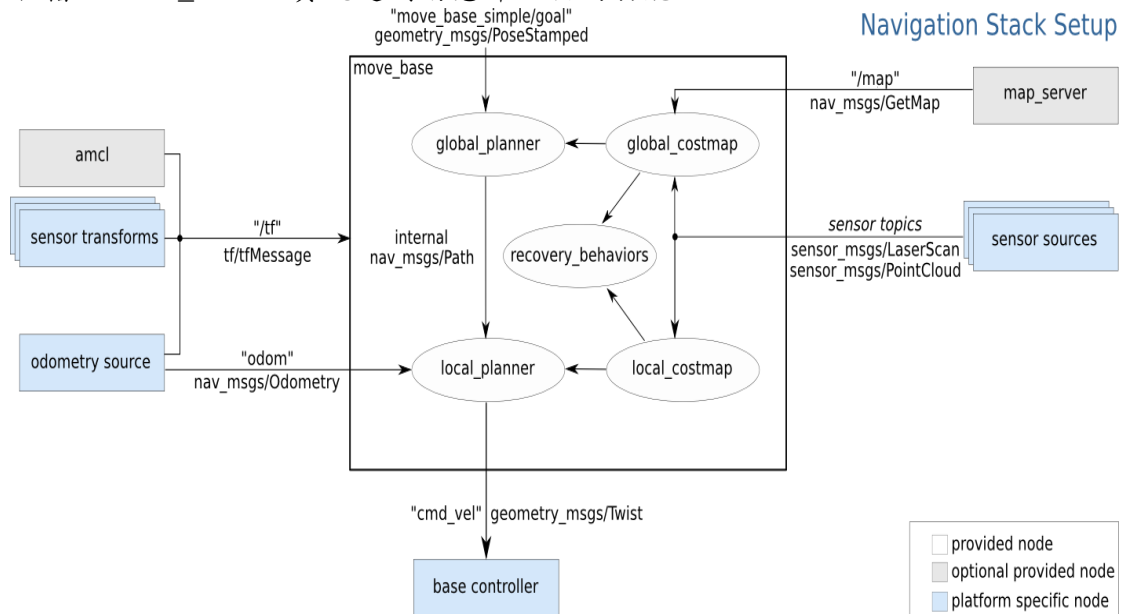 "move_base_simple/goal"
geometry_msgs/PoseStamped
Navigation Stack Setup
move_base
"/map"
nav_msgs/GetMap
map_server
amcl
global_planner
global_costmap
sensor transforms
"/tf"
tf/tfMessage
internal
nav_msgs/Path
recovery_behaviors
sensor topics
sensor_msgs/LaserScan
sensor_msgs/PointCloud
sensor sources
odometry source
"odom"
nav_msgs/Odometry
local_planner
local_costmap
"cmd_vel" geometry_msgs/Twist
base controller
provided node
optional provided node
platform specific node